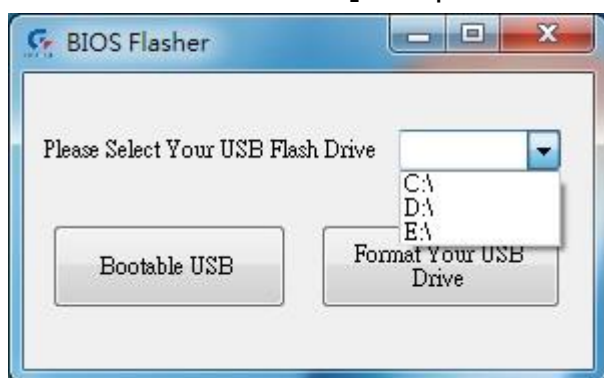 BIOS Flasher
Please Select Your USB Flash Drive
C:\
D:\
E:\
Bootable USB
Format Your USB
Drive